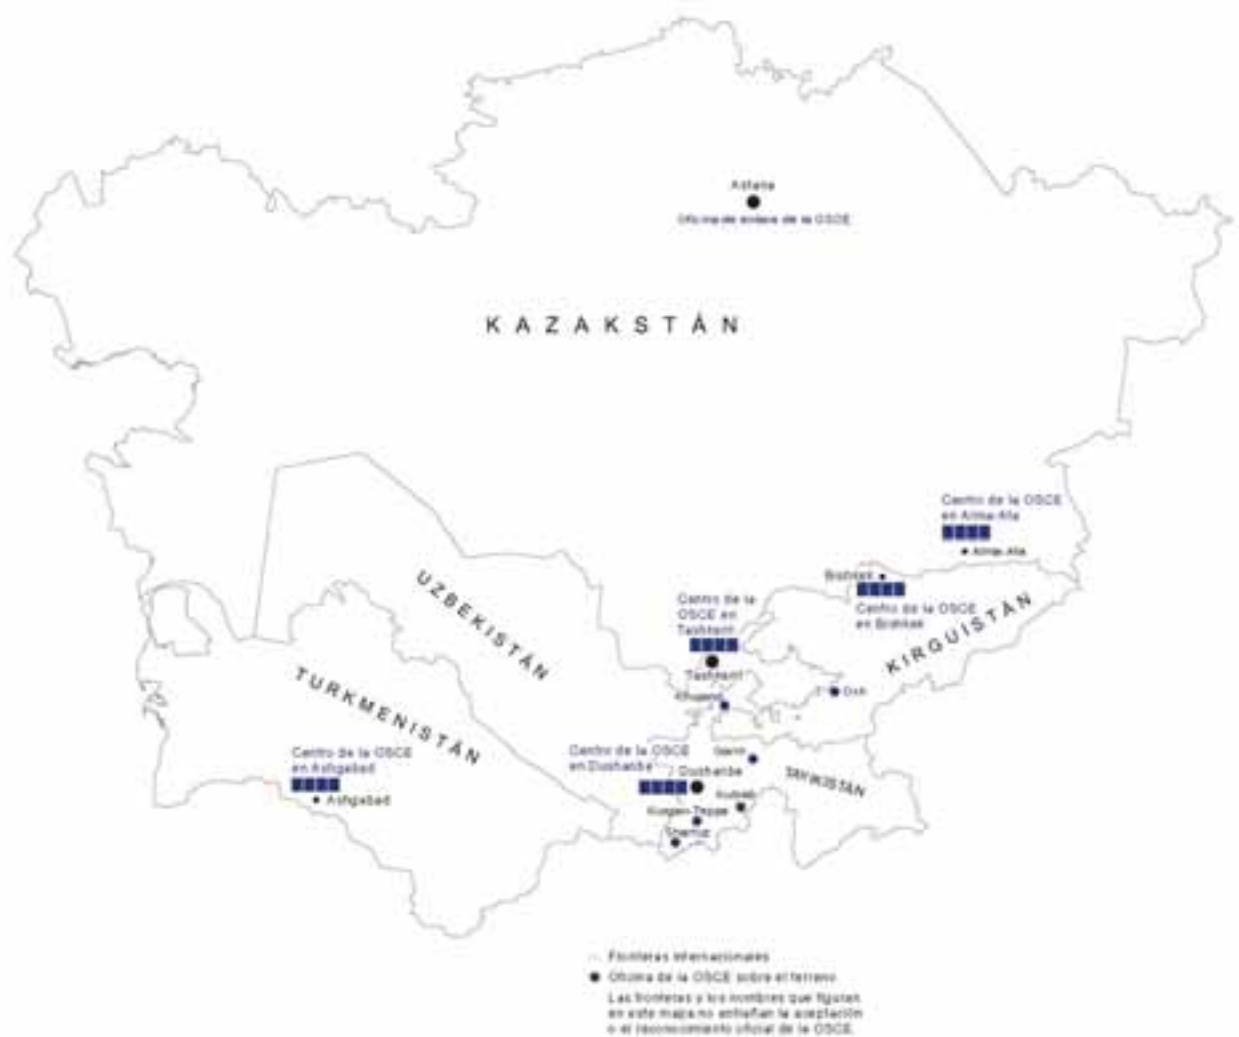 Astana
Oficina de enlace de la OSCE
KAZAKSTÁN
Centro de la OSCE
en Alma-Ata
Alma-Ata
Bishkek
Centro de la OSCE
en Bishkek
KIRGUISTÁN
Centro de la
OSCE en
Tashkent
Tashkent
UZBEKISTÁN
TURKMENISTÁN
Khujand
Osh
Centro de la OSCE
en Dushanbe
Dushanbe
Garm
TAYIKISTÁN
Kulyab
Kurgan-Teppe
Shartuz
Centro de la OSCE
en Ashgabad
Ashgabad
Fronteras internacionales
Oficina de la OSCE sobre el terreno
Las fronteras y los nombres que figuran
en este mapa no entrañan la aceptación
o el reconocimiento oficial de la OSCE.